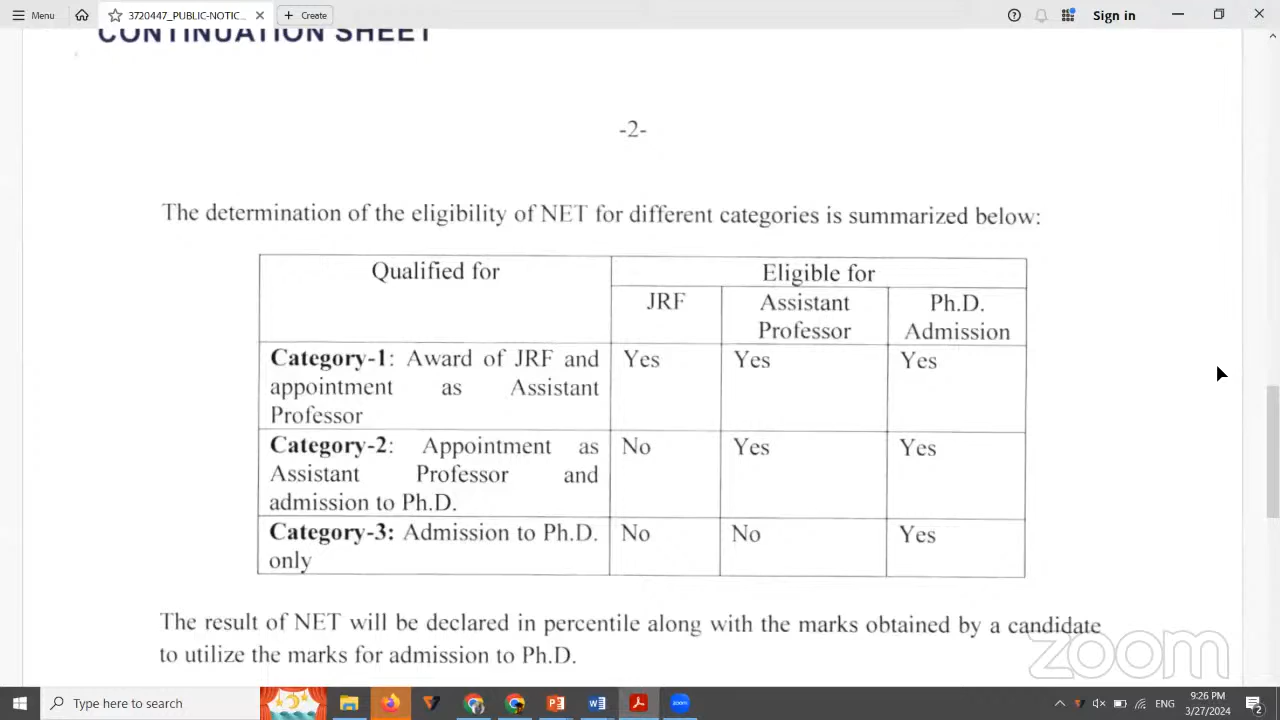 Menu
3720447_PUBLIC-NOTIC...
+ Create
Sign in
CONTINUATION SHEET
-2-
The determination of the eligibility of NET for different categories is summarized below:
Qualified for
Eligible for
JRF
Assistant
Professor
Ph.D.
Admission
Category-1: Award of JRF and
appointment as Assistant
Professor
Yes
Yes
Yes
Category-2: Appointment as
Assistant Professor and
admission to Ph.D.
No
Yes
Yes
Category-3: Admission to Ph.D.
only
No
No
Yes
The result of NET will be declared in percentile along with the marks obtained by a candidate
to utilize the marks for admission to Ph.D.
zoom
Type here to search
zoom
ENG
9:26 PM
3/27/2024
2